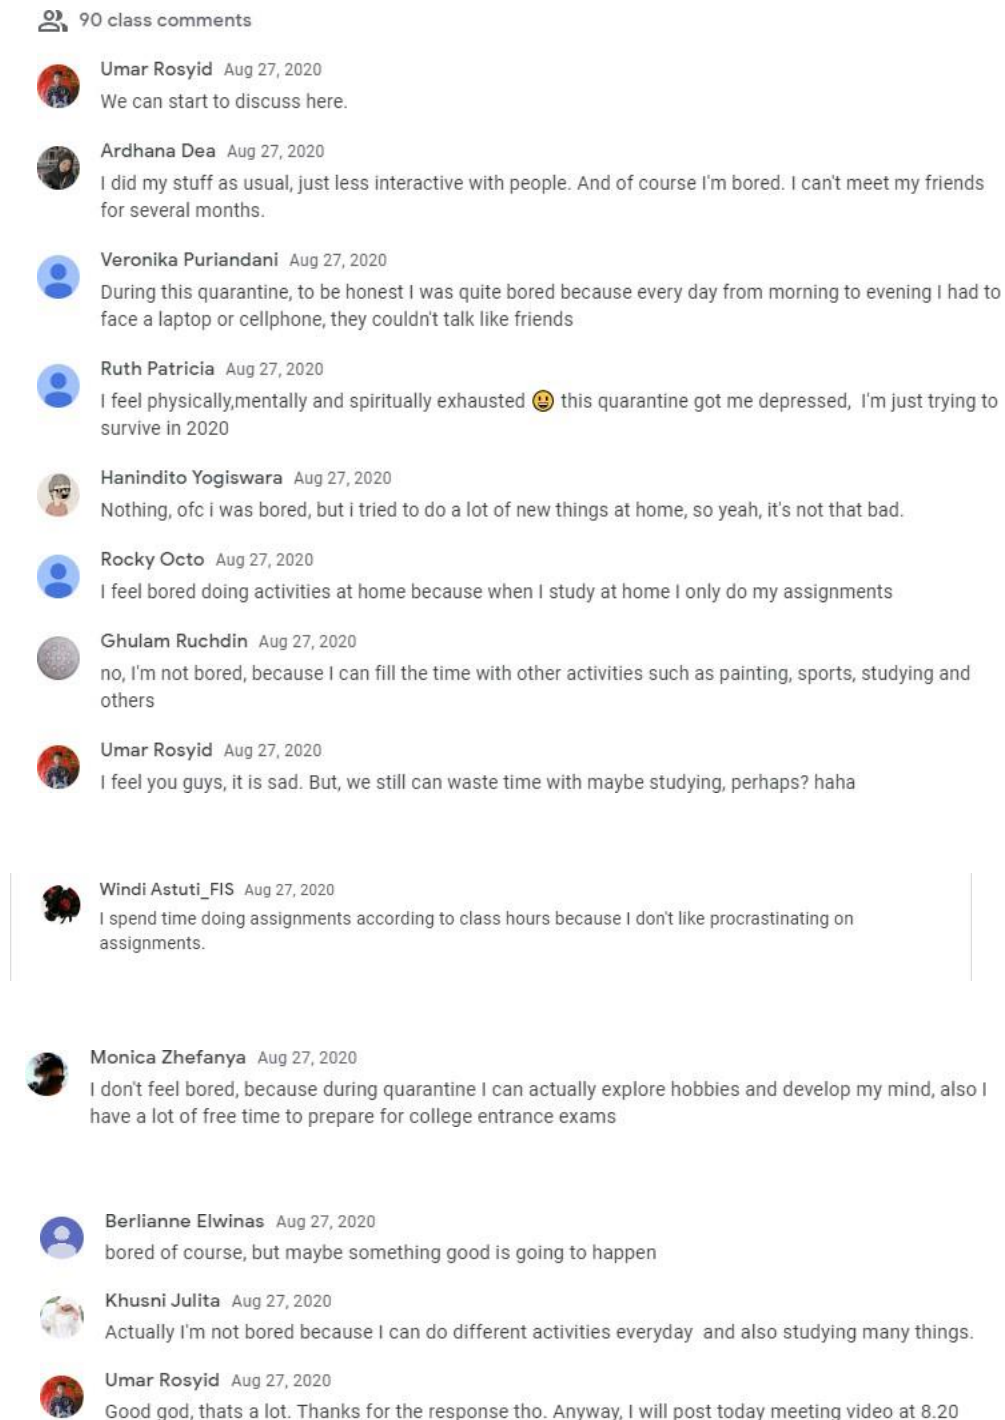 90 class comments
Umar Rosyid Aug 27, 2020
We can start to discuss here.
Ardhana Dea Aug 27, 2020
I did my stuff as usual, just less interactive with people. And of course I'm bored. I can't meet my friends
for several months.
Veronika Puriandani Aug 27, 2020
During this quarantine, to be honest I was quite bored because every day from morning to evening I had to
face a laptop or cellphone, they couldn't talk like friends
Ruth Patricia Aug 27, 2020
I feel physically,mentally and spiritually exhausted 😃 this quarantine got me depressed, I'm just trying to
survive in 2020
Hanindito Yogiswara Aug 27, 2020
Nothing, ofc i was bored, but i tried to do a lot of new things at home, so yeah, it's not that bad.
Rocky Octo Aug 27, 2020
I feel bored doing activities at home because when I study at home I only do my assignments
Ghulam Ruchdin Aug 27, 2020
no, I'm not bored, because I can fill the time with other activities such as painting, sports, studying and
others
Umar Rosyid Aug 27, 2020
I feel you guys, it is sad. But, we still can waste time with maybe studying, perhaps? haha
Windi Astuti_FIS Aug 27, 2020
I spend time doing assignments according to class hours because I don't like procrastinating on
assignments.
Monica Zhefanya Aug 27, 2020
I don't feel bored, because during quarantine I can actually explore hobbies and develop my mind, also I
have a lot of free time to prepare for college entrance exams
Berlianne Elwinas Aug 27, 2020
bored of course, but maybe something good is going to happen
Khusni Julita Aug 27, 2020
Actually I'm not bored because I can do different activities everyday and also studying many things.
Umar Rosyid Aug 27, 2020
Good god, thats a lot. Thanks for the response tho. Anyway, I will post today meeting video at 8.20